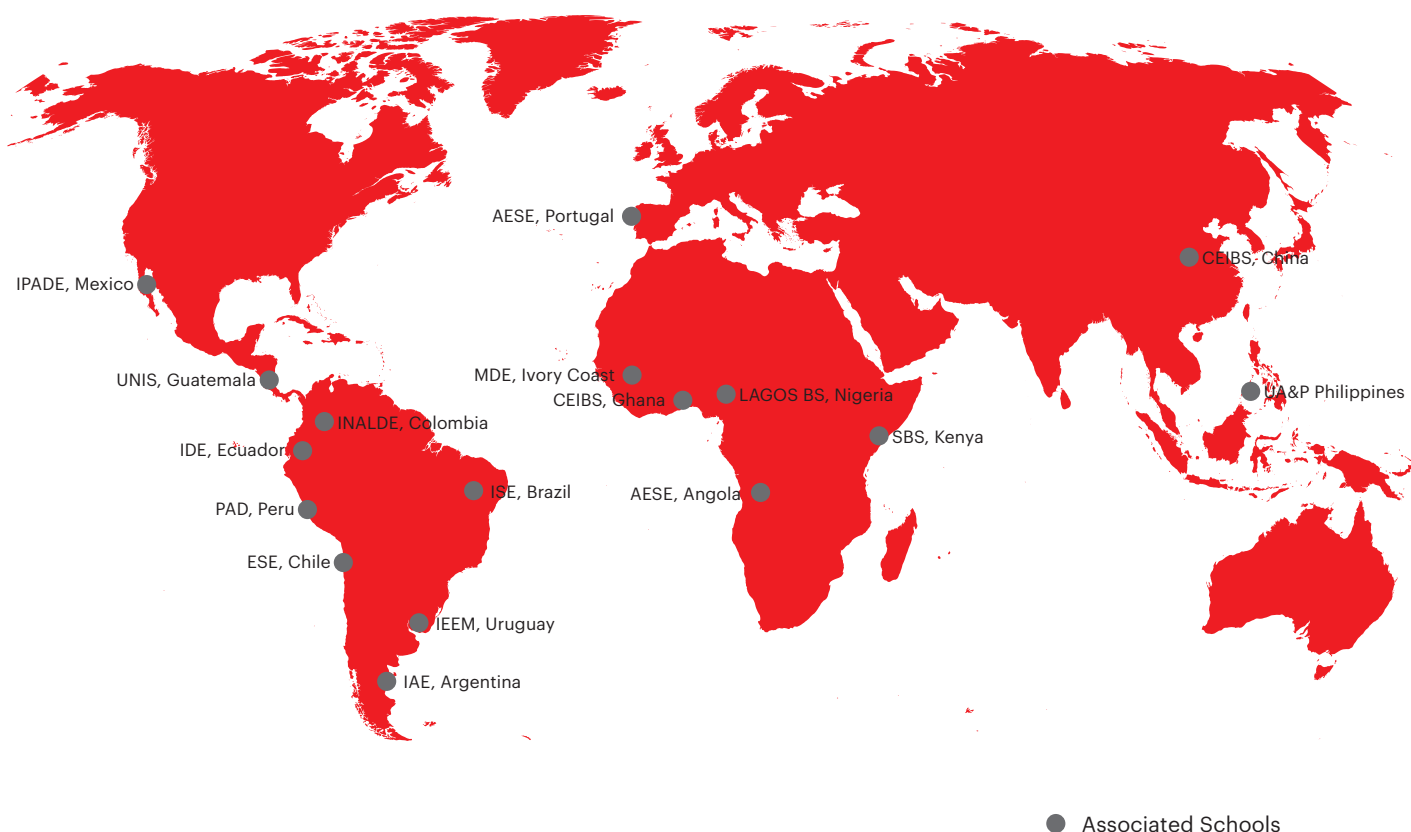 AESE, Portugal
CEIBS, China
IPADE, Mexico
MDE, Ivory Coast
UNIS, Guatemala
LAGOS BS, Nigeria
UA&P Philippines
CEIBS, Ghana
INALDE, Colombia
SBS, Kenya
IDE, Ecuador
ISE, Brazil
AESE, Angola
PAD, Peru
ESE, Chile
IEEM, Uruguay
IAE, Argentina
Associated Schools